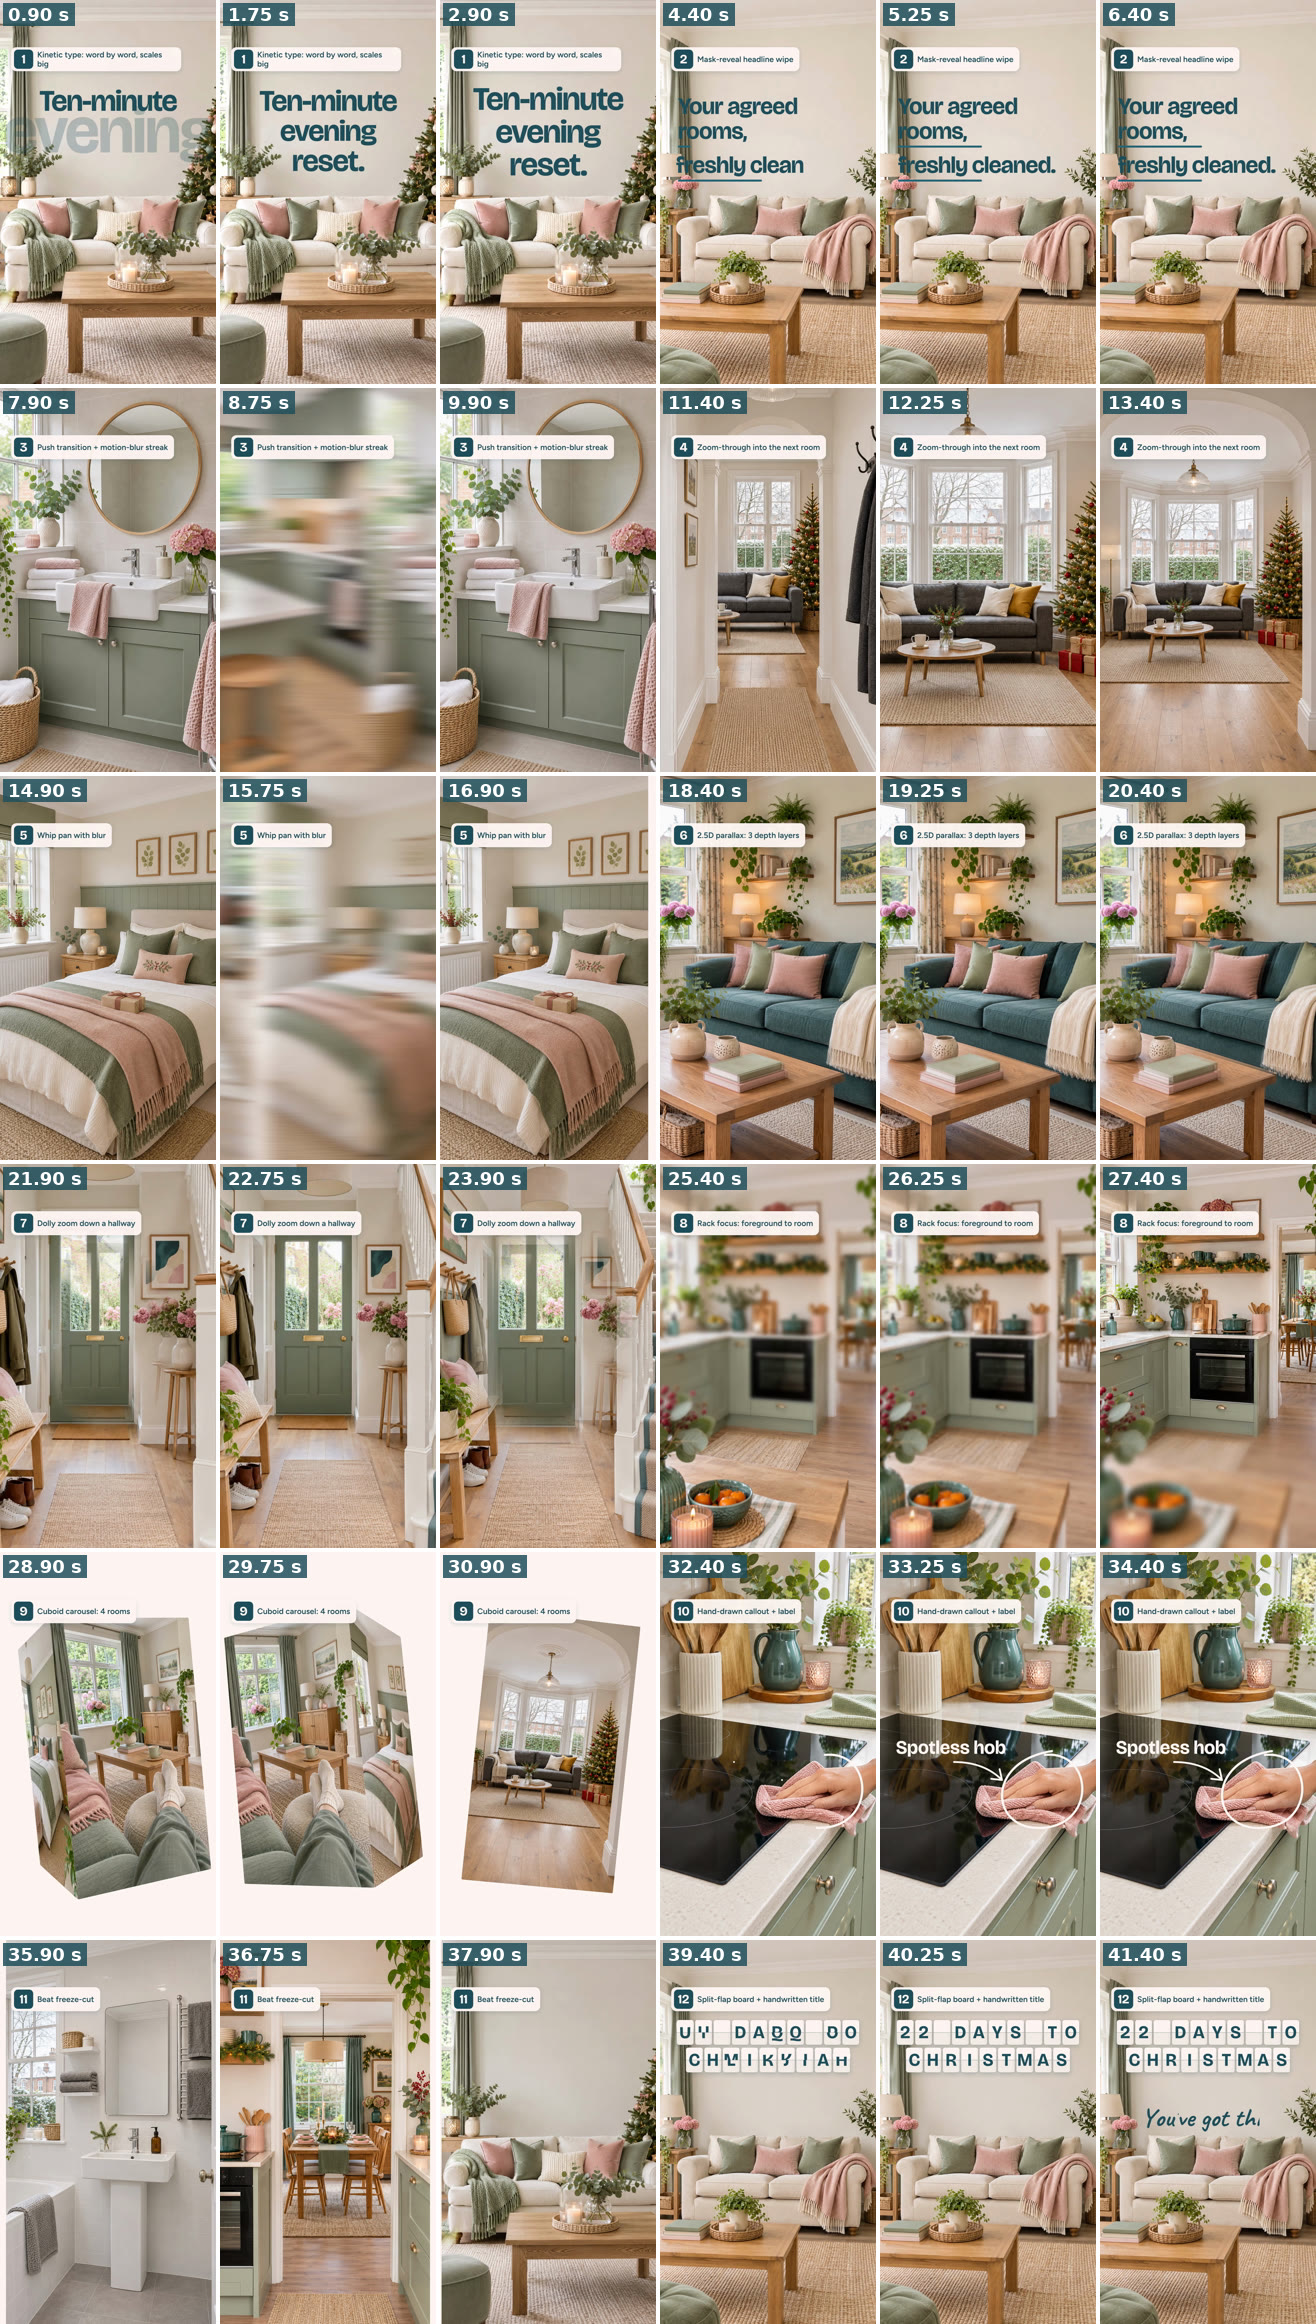 0.90 s
1 Kinetic type: word by word, scales
big
Ten-minute
evening
1.75 s
1 Kinetic type: word by word, scales
big
Ten-minute
evening
reset.
2.90 s
1 Kinetic type: word by word, scales
big
Ten-minute
evening
reset.
4.40 s
2 Mask-reveal headline wipe
Your agreed
rooms,
freshly clean
5.25 s
2 Mask-reveal headline wipe
Your agreed
rooms,
freshly cleaned.
6.40 s
2 Mask-reveal headline wipe
Your agreed
rooms,
freshly cleaned.
7.90 s
3 Push transition + motion-blur streak
8.75 s
3 Push transition + motion-blur streak
9.90 s
3 Push transition + motion-blur streak
11.40 s
4 Zoom-through into the next room
12.25 s
4 Zoom-through into the next room
13.40 s
4 Zoom-through into the next room
14.90 s
5 Whip pan with blur
15.75 s
5 Whip pan with blur
16.90 s
5 Whip pan with blur
18.40 s
6 2.5D parallax: 3 depth layers
19.25 s
6 2.5D parallax: 3 depth layers
20.40 s
6 2.5D parallax: 3 depth layers
21.90 s
7 Dolly zoom down a hallway
22.75 s
7 Dolly zoom down a hallway
23.90 s
7 Dolly zoom down a hallway
25.40 s
8 Rack focus: foreground to room
26.25 s
8 Rack focus: foreground to room
27.40 s
8 Rack focus: foreground to room
28.90 s
9 Cuboid carousel: 4 rooms
29.75 s
9 Cuboid carousel: 4 rooms
30.90 s
9 Cuboid carousel: 4 rooms
32.40 s
10 Hand-drawn callout + label
33.25 s
10 Hand-drawn callout + label
Spotless hob
34.40 s
10 Hand-drawn callout + label
Spotless hob
35.90 s
11 Beat freeze-cut
36.75 s
11 Beat freeze-cut
37.90 s
11 Beat freeze-cut
39.40 s
12 Split-flap board + handwritten title
40.25 s
12 Split-flap board + handwritten title
22 DAYS TO
CHRISTMAS
41.40 s
12 Split-flap board + handwritten title
22 DAYS TO
CHRISTMAS
You've got thi